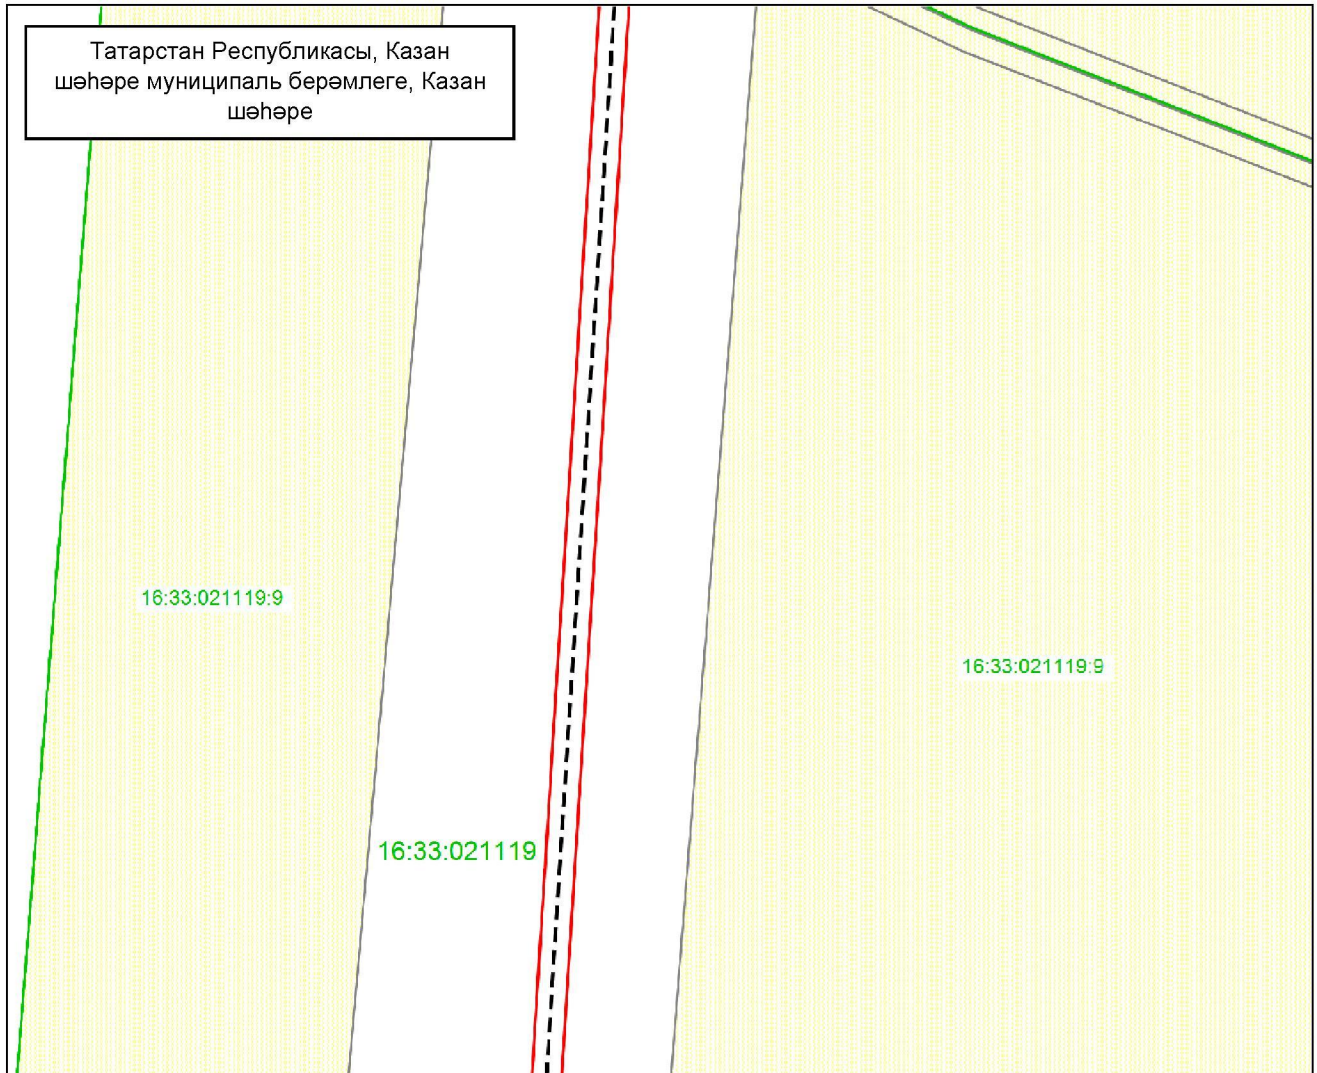 Татарстан Республикасы, Казан
шәһәре муниципаль берәмлеге, Казан
шәһәре
16:33:021119:9
16:33:021119:9
16:33:021119